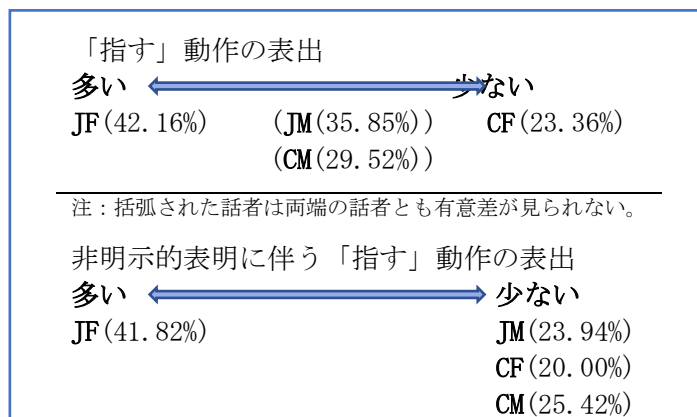 「指す」動作の表出
多い 少ない
JF(42.16%) (JM(35.85%)) CF(23.36%)
(CM(29.52%))
注：括弧された話者は両端の話者とも有意差が見られない。
非明示的表明に伴う「指す」動作の表出
多い 少ない
JF(41.82%) JM(23.94%)
CF(20.00%)
CM(25.42%)